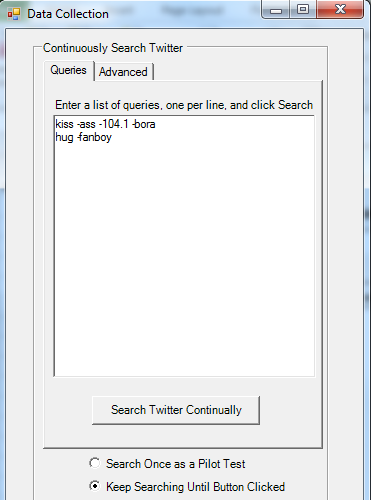 Data Collection
Continuously Search Twitter
Queries
Advanced
Enter a list of queries, one per line, and click Search
kiss -ass -104.1 -bora
hug -fanboy
Search Twitter Continually
Search Once as a Pilot Test
Keep Searching Until Button Clicked